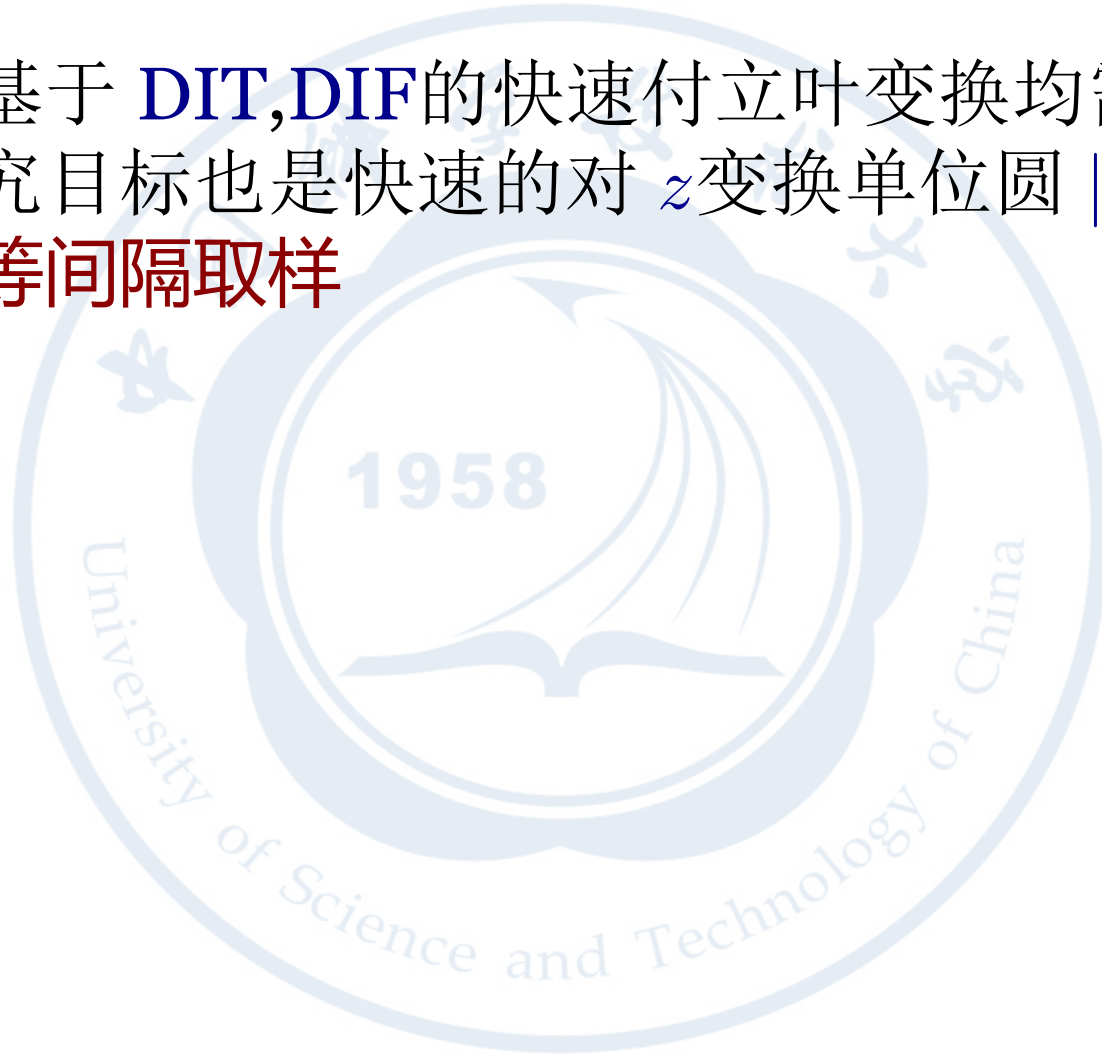 基于 DIT,DIF的快速付立叶变换均
究目标也是快速的对 z变换单位圆 |
等间隔取样
1958
University of Science and Technology of China